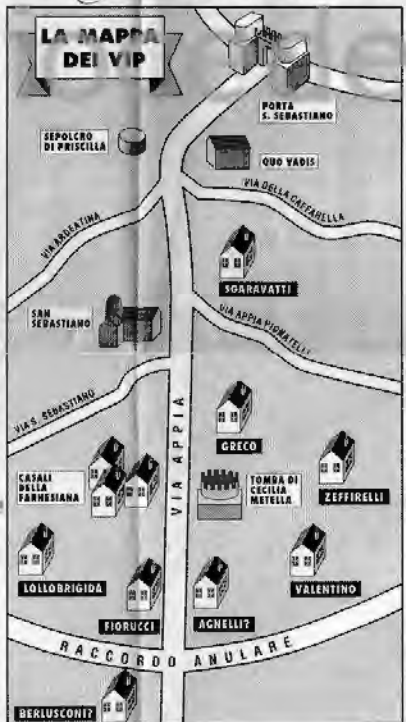 LA MAPPA
DEI VIP
PORTA
S. SEBASTIANO
SEPOLCRO
DI PRISCILLA
QUO VADIS
VIA DELLA CAFFARELLA
VIA ARDEATINA
SGARAVATTI
SAN
SEBASTIANO
VIA APPIA PIGNATELLI
VIA S. SEBASTIANO
GRECO
VIA APPIA
CASALI
DELLA
FARNESIANA
TOMBA DI
CECILIA
METELLA
ZEFFIRELLI
LOLLOBRIGIDA
VALENTINO
FIORUCCI
AGNELLI?
RACCORDO ANULARE
BERLUSCONI?